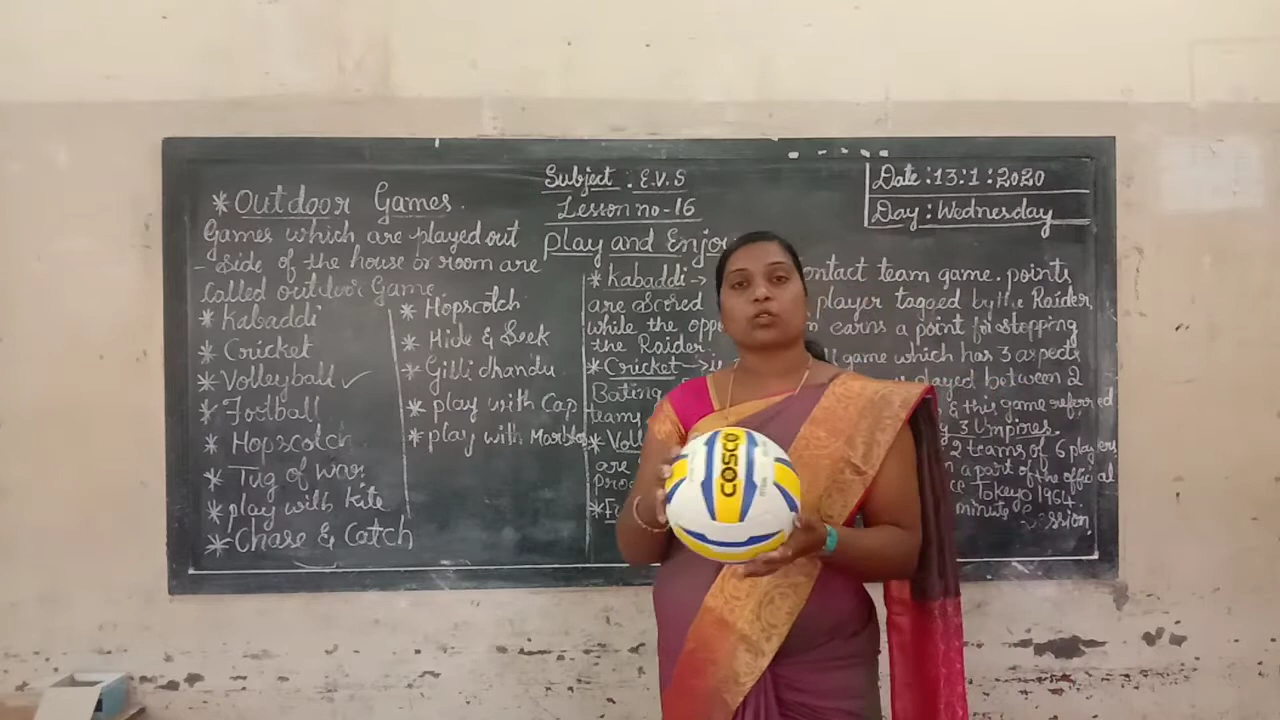 * Outdoor Games.
Games which are played out
- side of the house or room are
called outdoor Game.
* Kabaddi
* Cricket
* Volleyball ✓
* Football
* Hopscotch
* Tug of war.
* play with kite
* Chase & Catch
* Hopscotch
* Hide & Seek
* Gilli dhandu
* play with Cap
* play with Marbles
Subject : E.V.S
Lesson no-16
Play and Enjoy
Date : 13 : 1 : 2020
Day : Wednesday
* Kabaddi -> ontact team game. points
are Scored player tagged by the Raider,
while the opp earns a point for stopping
the Raider.
* Cricket -> is game which has 3 aspects
Bating played between 2
teams & this game referred
3 Umpires.
* Voll 2 teams of 6 players
are a part of the official
pro Tokeyo 1964.
minute session.
COSCO